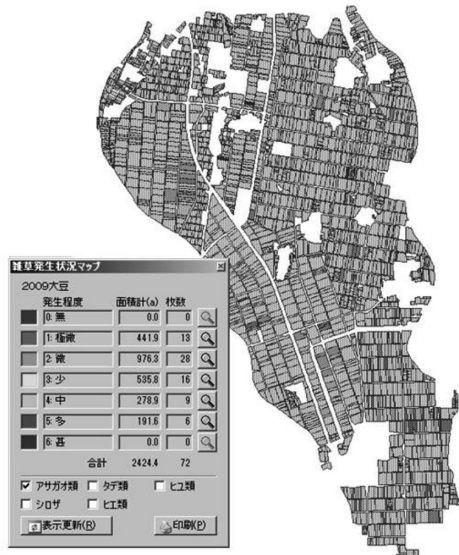 雑草発生状況マップ
2009大豆
発生程度 面積計(a) 枚数
0: 無 0.0 0
1: 極微 441.9 13
2: 微 976.3 28
3: 少 535.8 16
4: 中 278.9 9
5: 多 191.6 6
6: 甚 0.0 0
合計 2424.4 72
アサガオ類 タデ類 ヒユ類
シロザ ヒエ類
表示更新(R) 印刷(P)